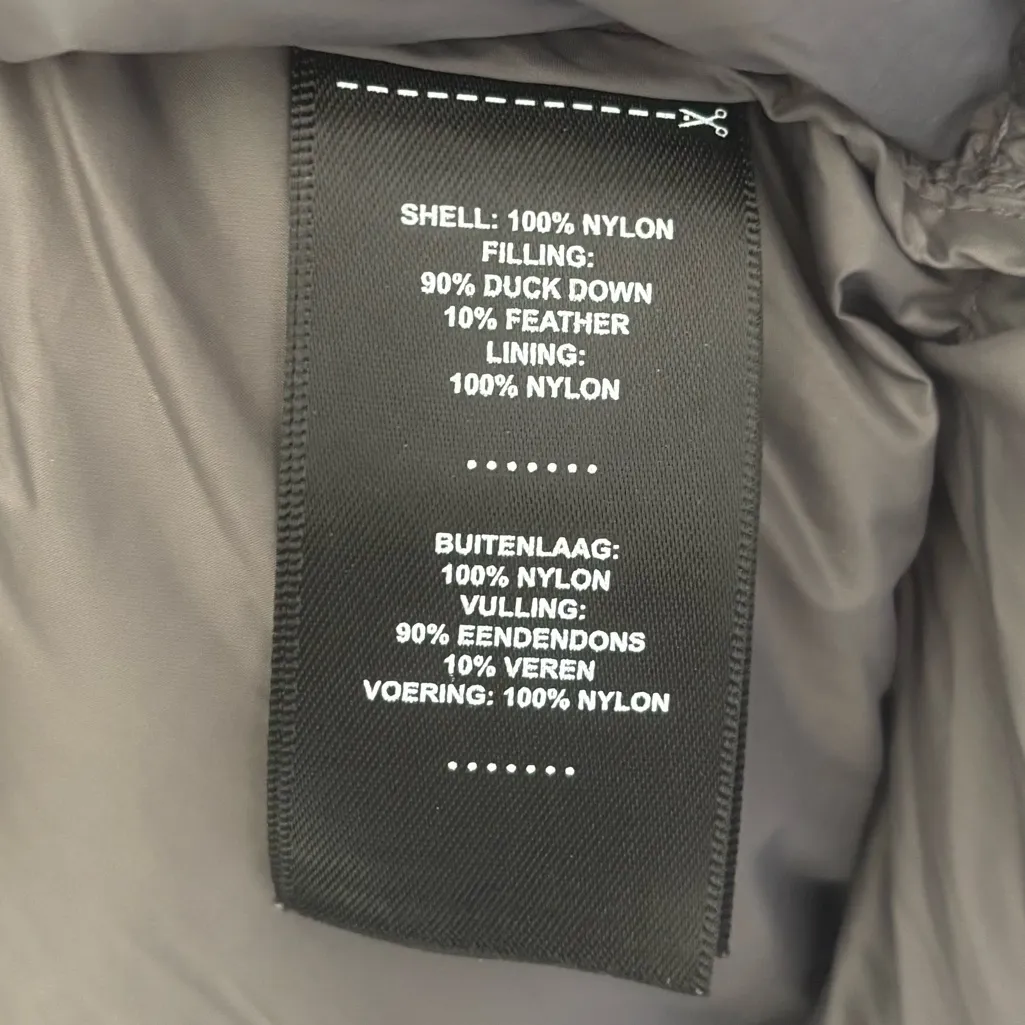 SHELL: 100% NYLON
FILLING:
90% DUCK DOWN
10% FEATHER
LINING:
100% NYLON
.......
BUITENLAAG:
100% NYLON
VULLING:
90% EENDENDONS
10% VEREN
VOERING: 100% NYLON
.......